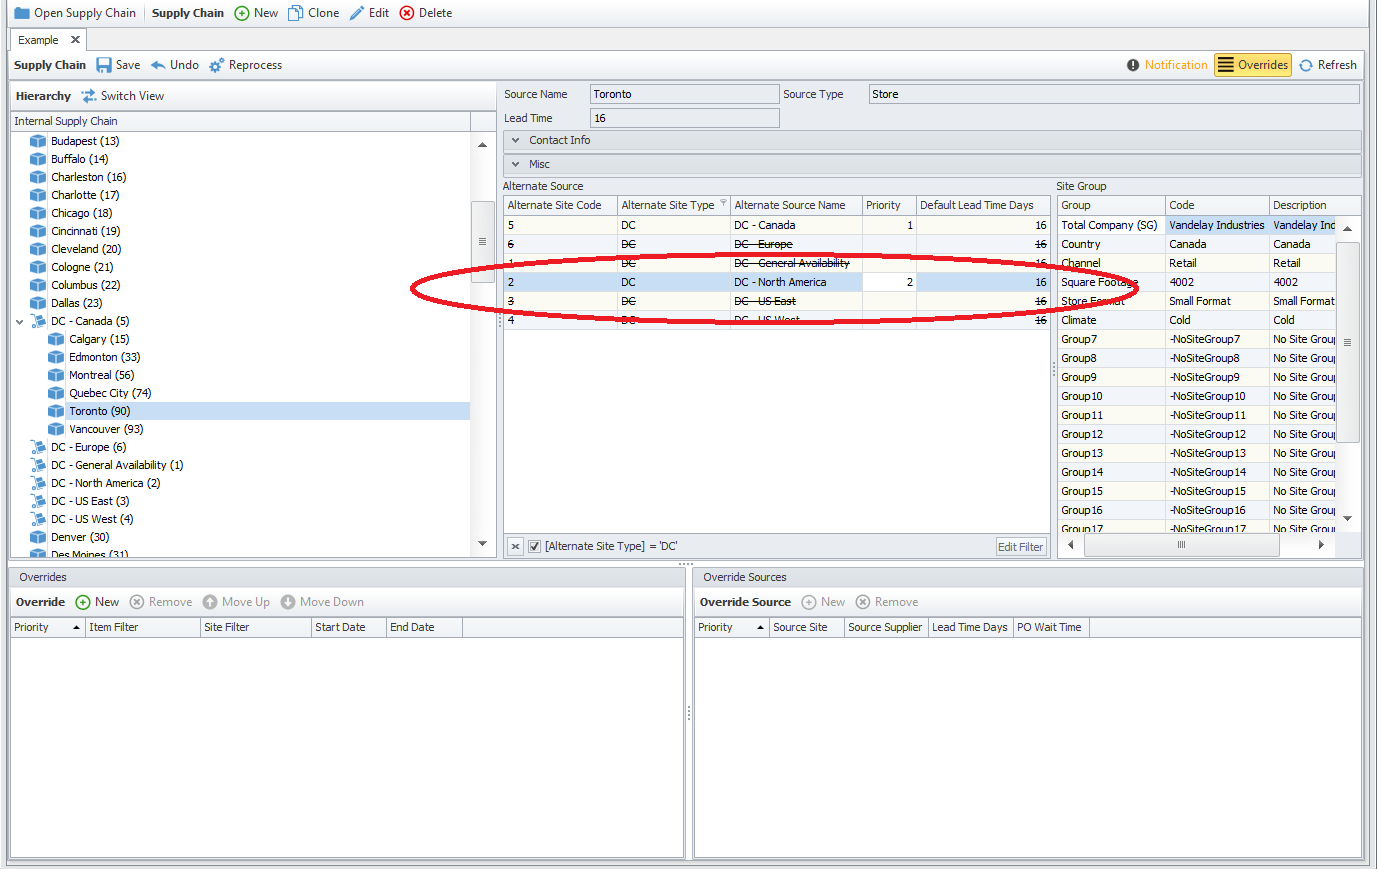 Open Supply Chain Supply Chain New Clone Edit Delete
Example
Supply Chain Save Undo Reprocess Notification Overrides Refresh
Hierarchy Switch View
Internal Supply Chain
Budapest (13)
Buffalo (14)
Charleston (16)
Charlotte (17)
Chicago (18)
Cincinnati (19)
Cleveland (20)
Cologne (21)
Columbus (22)
Dallas (23)
DC - Canada (5)
Calgary (15)
Edmonton (33)
Montreal (56)
Quebec City (74)
Toronto (90)
Vancouver (93)
DC - Europe (6)
DC - General Availability (1)
DC - North America (2)
DC - US East (3)
DC - US West (4)
Denver (30)
Des Moines (31)
Source Name Toronto Source Type Store
Lead Time 16
Contact Info
Misc
Alternate Source
Alternate Site Code Alternate Site Type Alternate Source Name Priority Default Lead Time Days
5 DC DC - Canada 1 16
6 DC DC - Europe 16
1 DC DC - General Availability 16
2 DC DC - North America 2 16
3 DC DC - US East 16
4 DC DC - US West 16
[Alternate Site Type] = 'DC' Edit Filter
Site Group
Group Code Description
Total Company (SG) Vandelay Industries Vandelay Ind
Country Canada Canada
Channel Retail Retail
Square Footage 4002 4002
Store Format Small Format Small Format
Climate Cold Cold
Group7 -NoSiteGroup7 No Site Grou
Group8 -NoSiteGroup8 No Site Grou
Group9 -NoSiteGroup9 No Site Grou
Group10 -NoSiteGroup10 No Site Grou
Group11 -NoSiteGroup11 No Site Grou
Group12 -NoSiteGroup12 No Site Grou
Group13 -NoSiteGroup13 No Site Grou
Group14 -NoSiteGroup14 No Site Grou
Group15 -NoSiteGroup15 No Site Grou
Group16 -NoSiteGroup16 No Site Grou
Group17 -NoSiteGroup17 No Site Grou
Overrides
Override New Remove Move Up Move Down
Priority Item Filter Site Filter Start Date End Date
Override Sources
Override Source New Remove
Priority Source Site Source Supplier Lead Time Days PO Wait Time